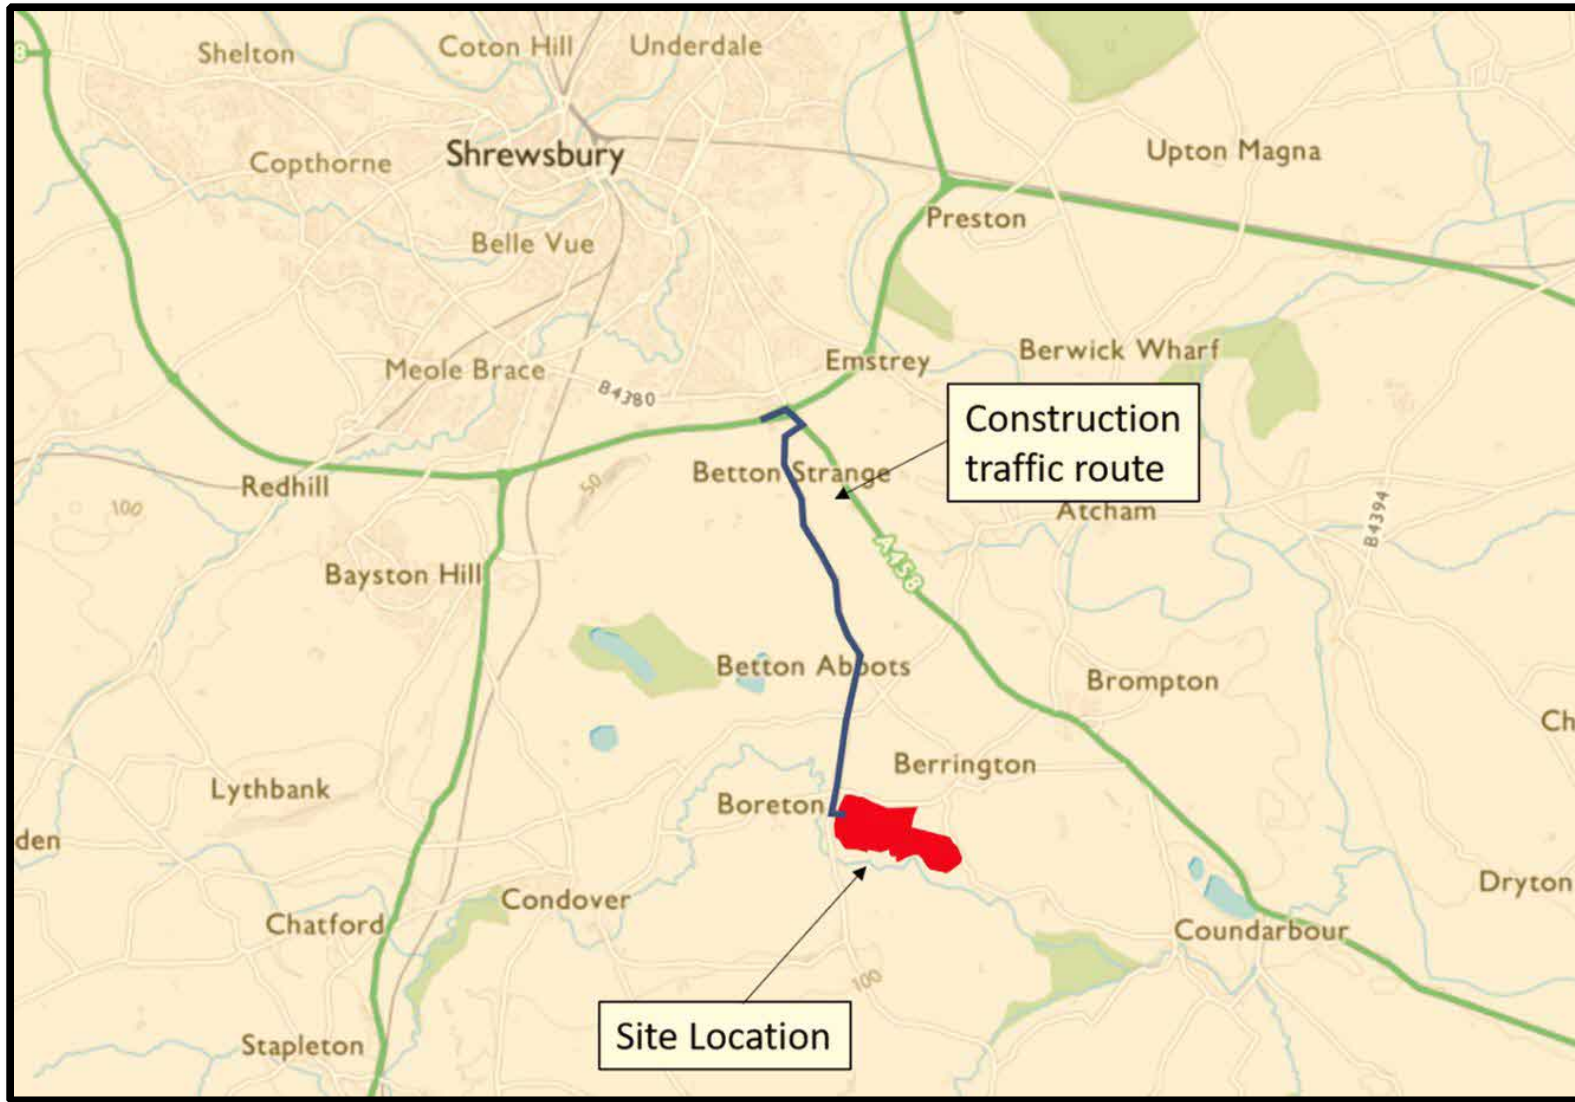 Shelton
Coton Hill
Underdale
8
Copthorne
Shrewsbury
Upton Magna
Belle Vue
Preston
Meole Brace
B4380
Emstrey
Berwick Wharf
Construction
traffic route
Redhill
50
Betton Strange
100
Atcham
B4394
Bayston Hill
A458
Betton Abbots
Brompton
Ch
Lythbank
Boreton
Berrington
den
Condover
Dryton
Chatford
Coundarbour
100
Site Location
Stapleton